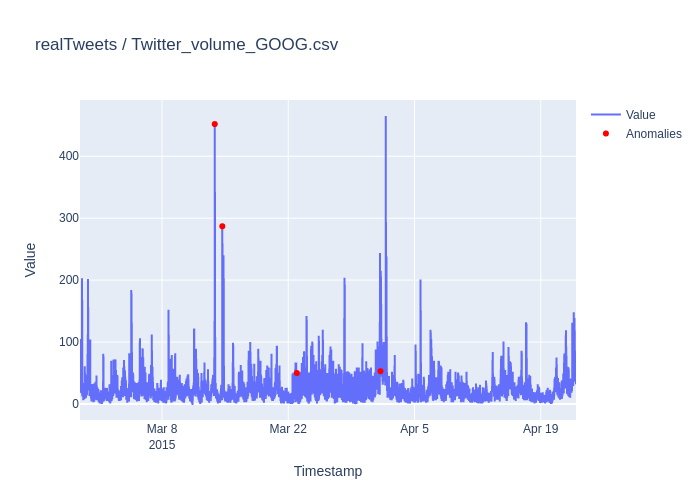 realTweets / Twitter_volume_GOOG.csv
Value
Anomalies
400
300
200
100
0
Value
Mar 8
2015
Mar 22
Apr 5
Apr 19
Timestamp